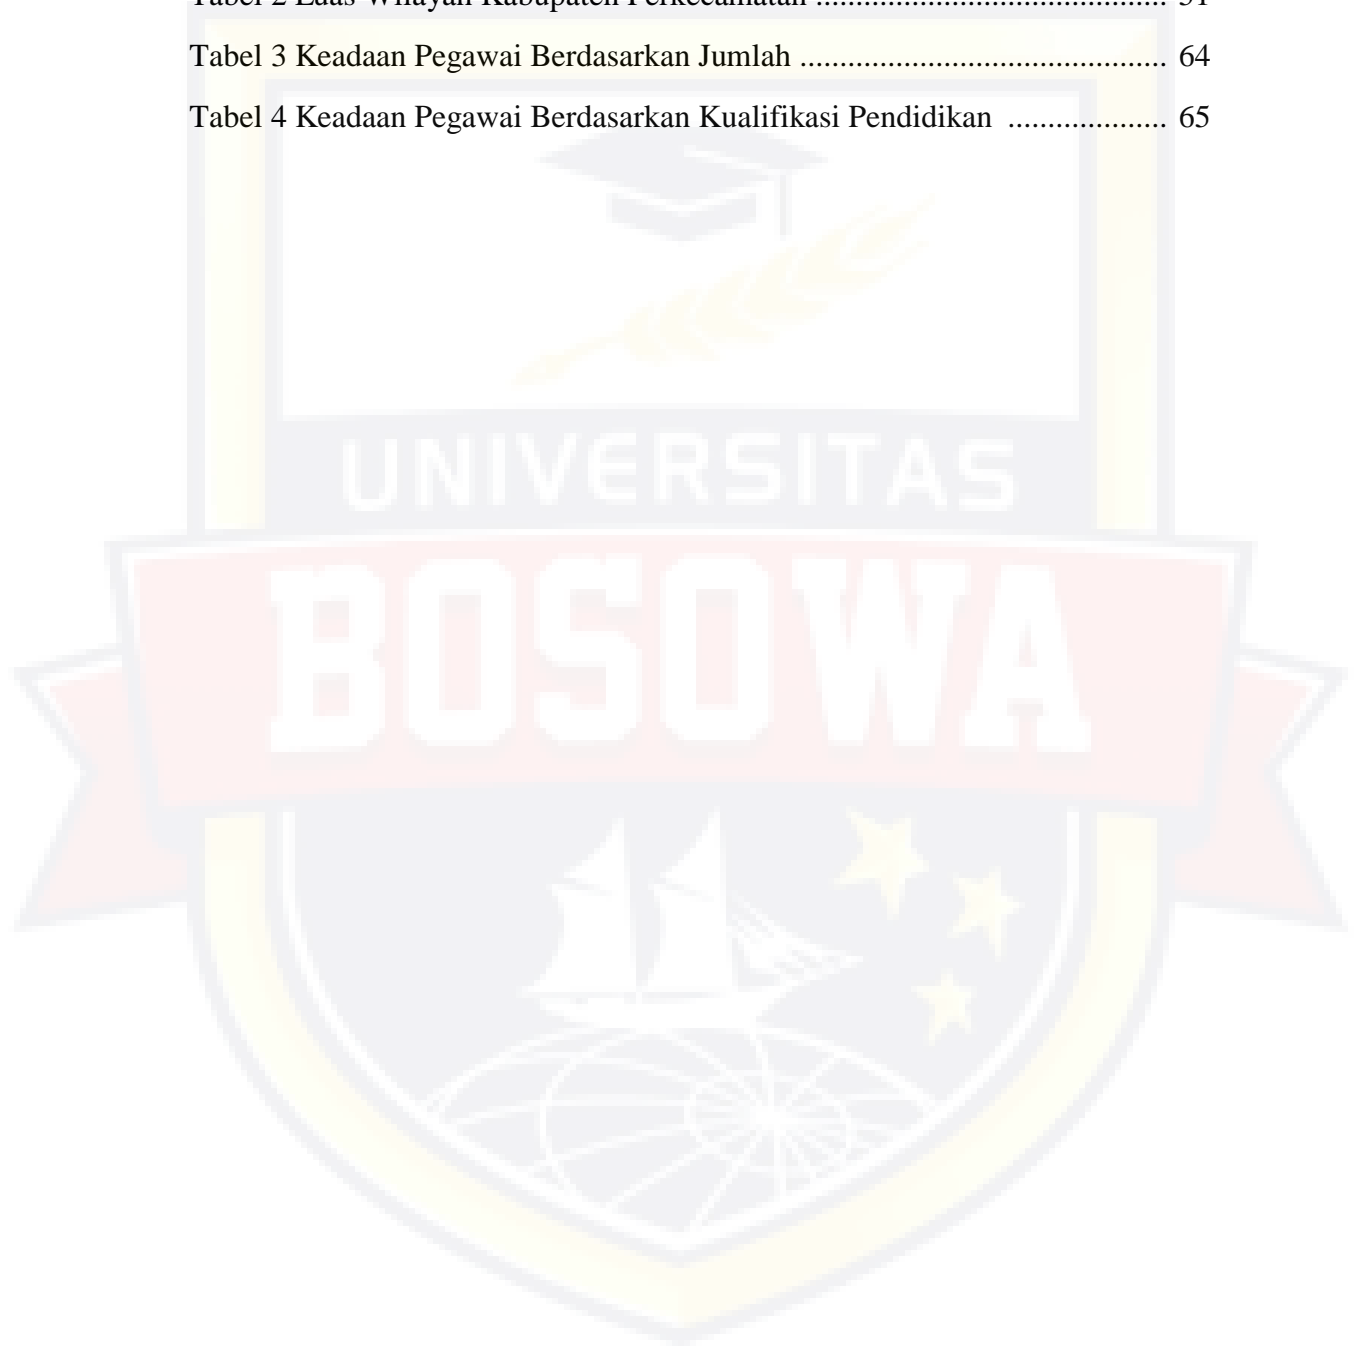 Tabel 2 Luas Wilayah Kabupaten Perkecamatan ............................................
Tabel 3 Keadaan Pegawai Berdasarkan Jumlah .............................................. 64
Tabel 4 Keadaan Pegawai Berdasarkan Kualifikasi Pendidikan .................... 65
UNIVERSITAS
BOSOWA